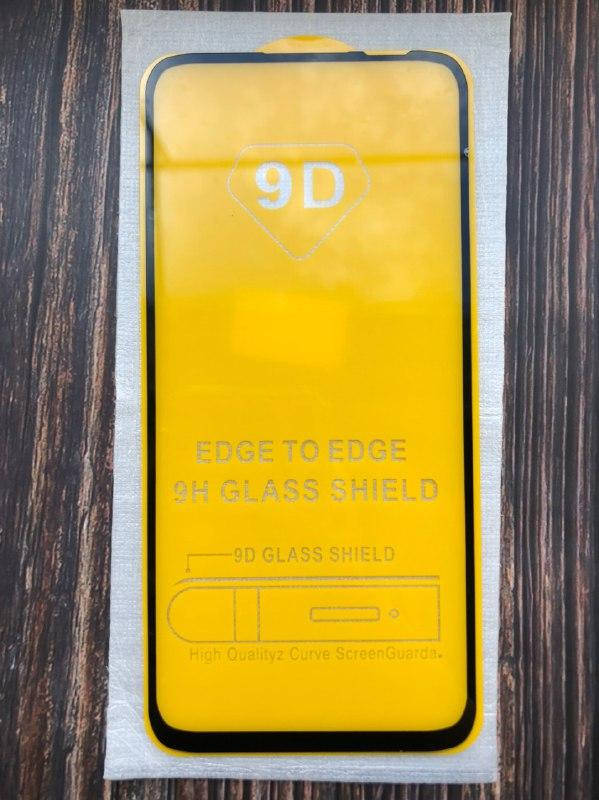 9D
EDGE TO EDGE
9H GLASS SHIELD
9D GLASS SHIELD
High Qualityz Curve ScreenGuarda.